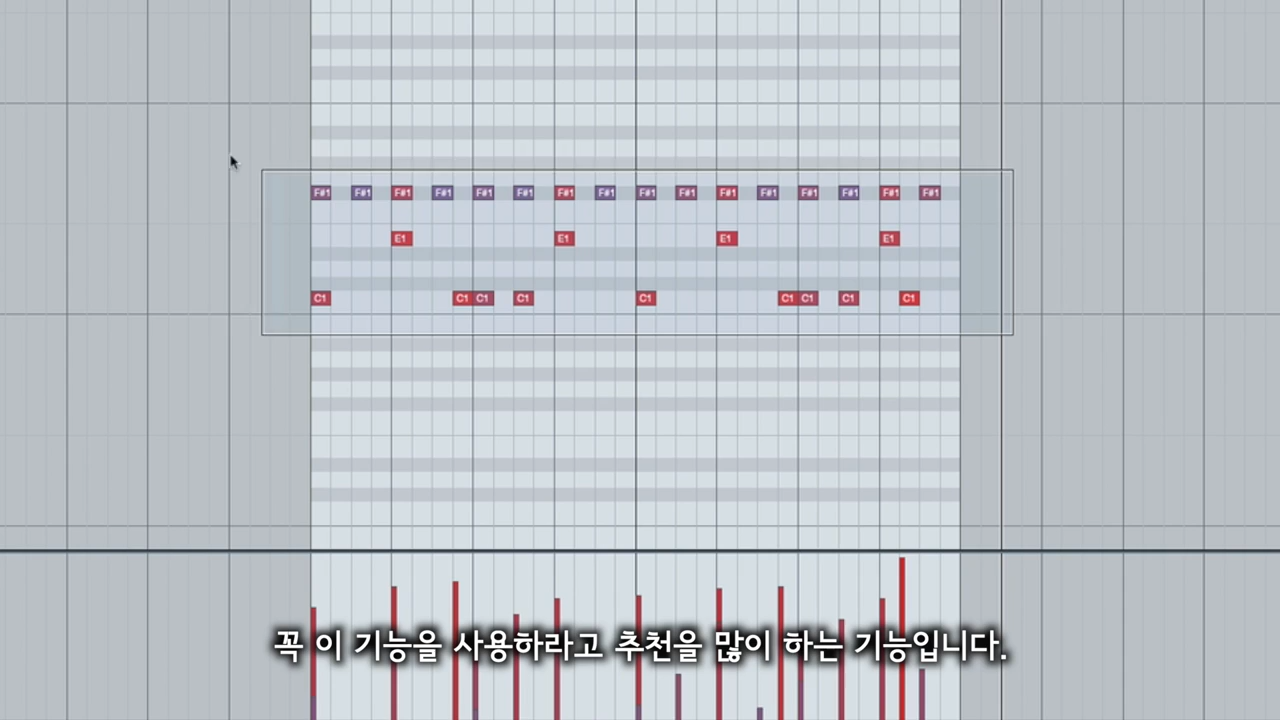 F#1 F#1 F#1 F#1 F#1 F#1 F#1 F#1 F#1 F#1 F#1 F#1 F#1 F#1 F#1 F#1
E1 E1 E1 E1
C1 C1 C1 C1 C1 C1 C1 C1 C1
꼭 이 기능을 사용하라고 추천을 많이 하는 기능입니다.